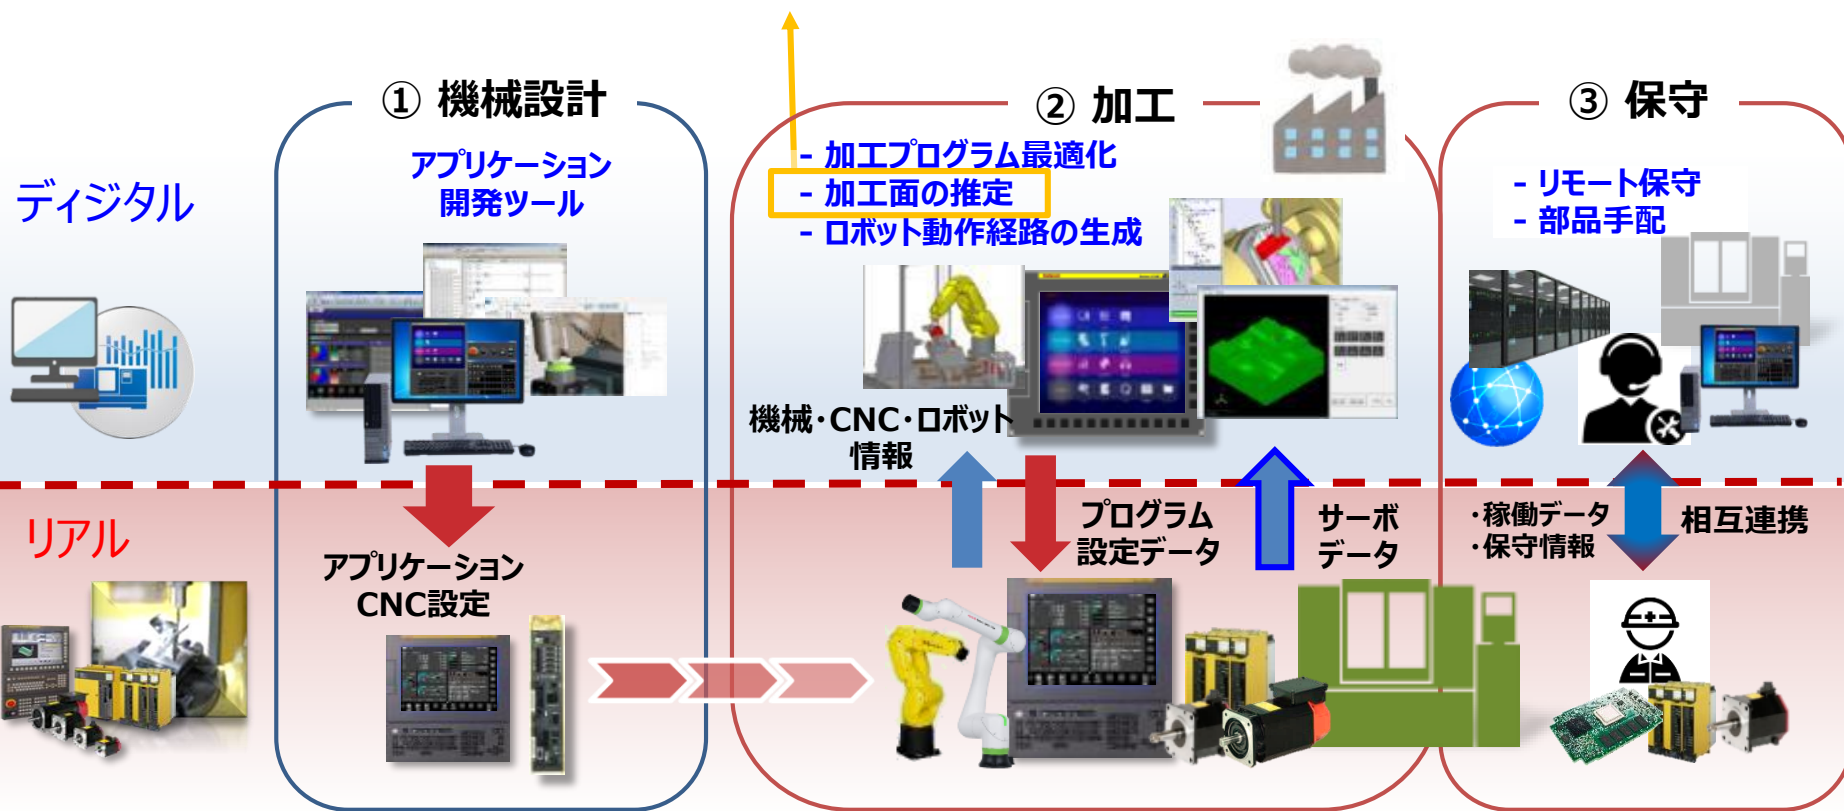 ① 機械設計
② 加工
③ 保守
ディジタル
アプリケーション
開発ツール
- 加工プログラム最適化
- 加工面の推定
- ロボット動作経路の生成
- リモート保守
- 部品手配
機械・CNC・ロボット
情報
リアル
アプリケーション
CNC設定
プログラム
設定データ
サーボ
データ
・稼働データ
・保守情報
相互連携